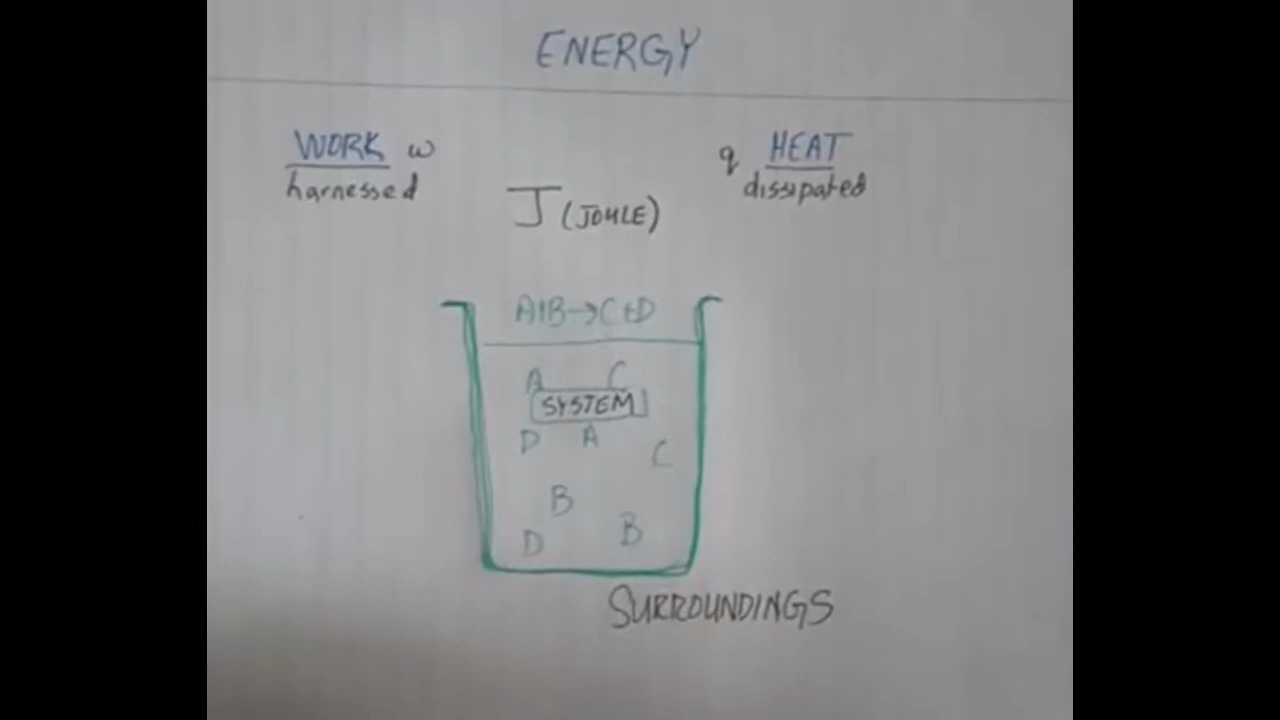 ENERGY
WORK w
harnessed
q HEAT
dissipated
J (JOULE)
A+B→C+D
A C
SYSTEM
D A
C
B
D B
SURROUNDINGS